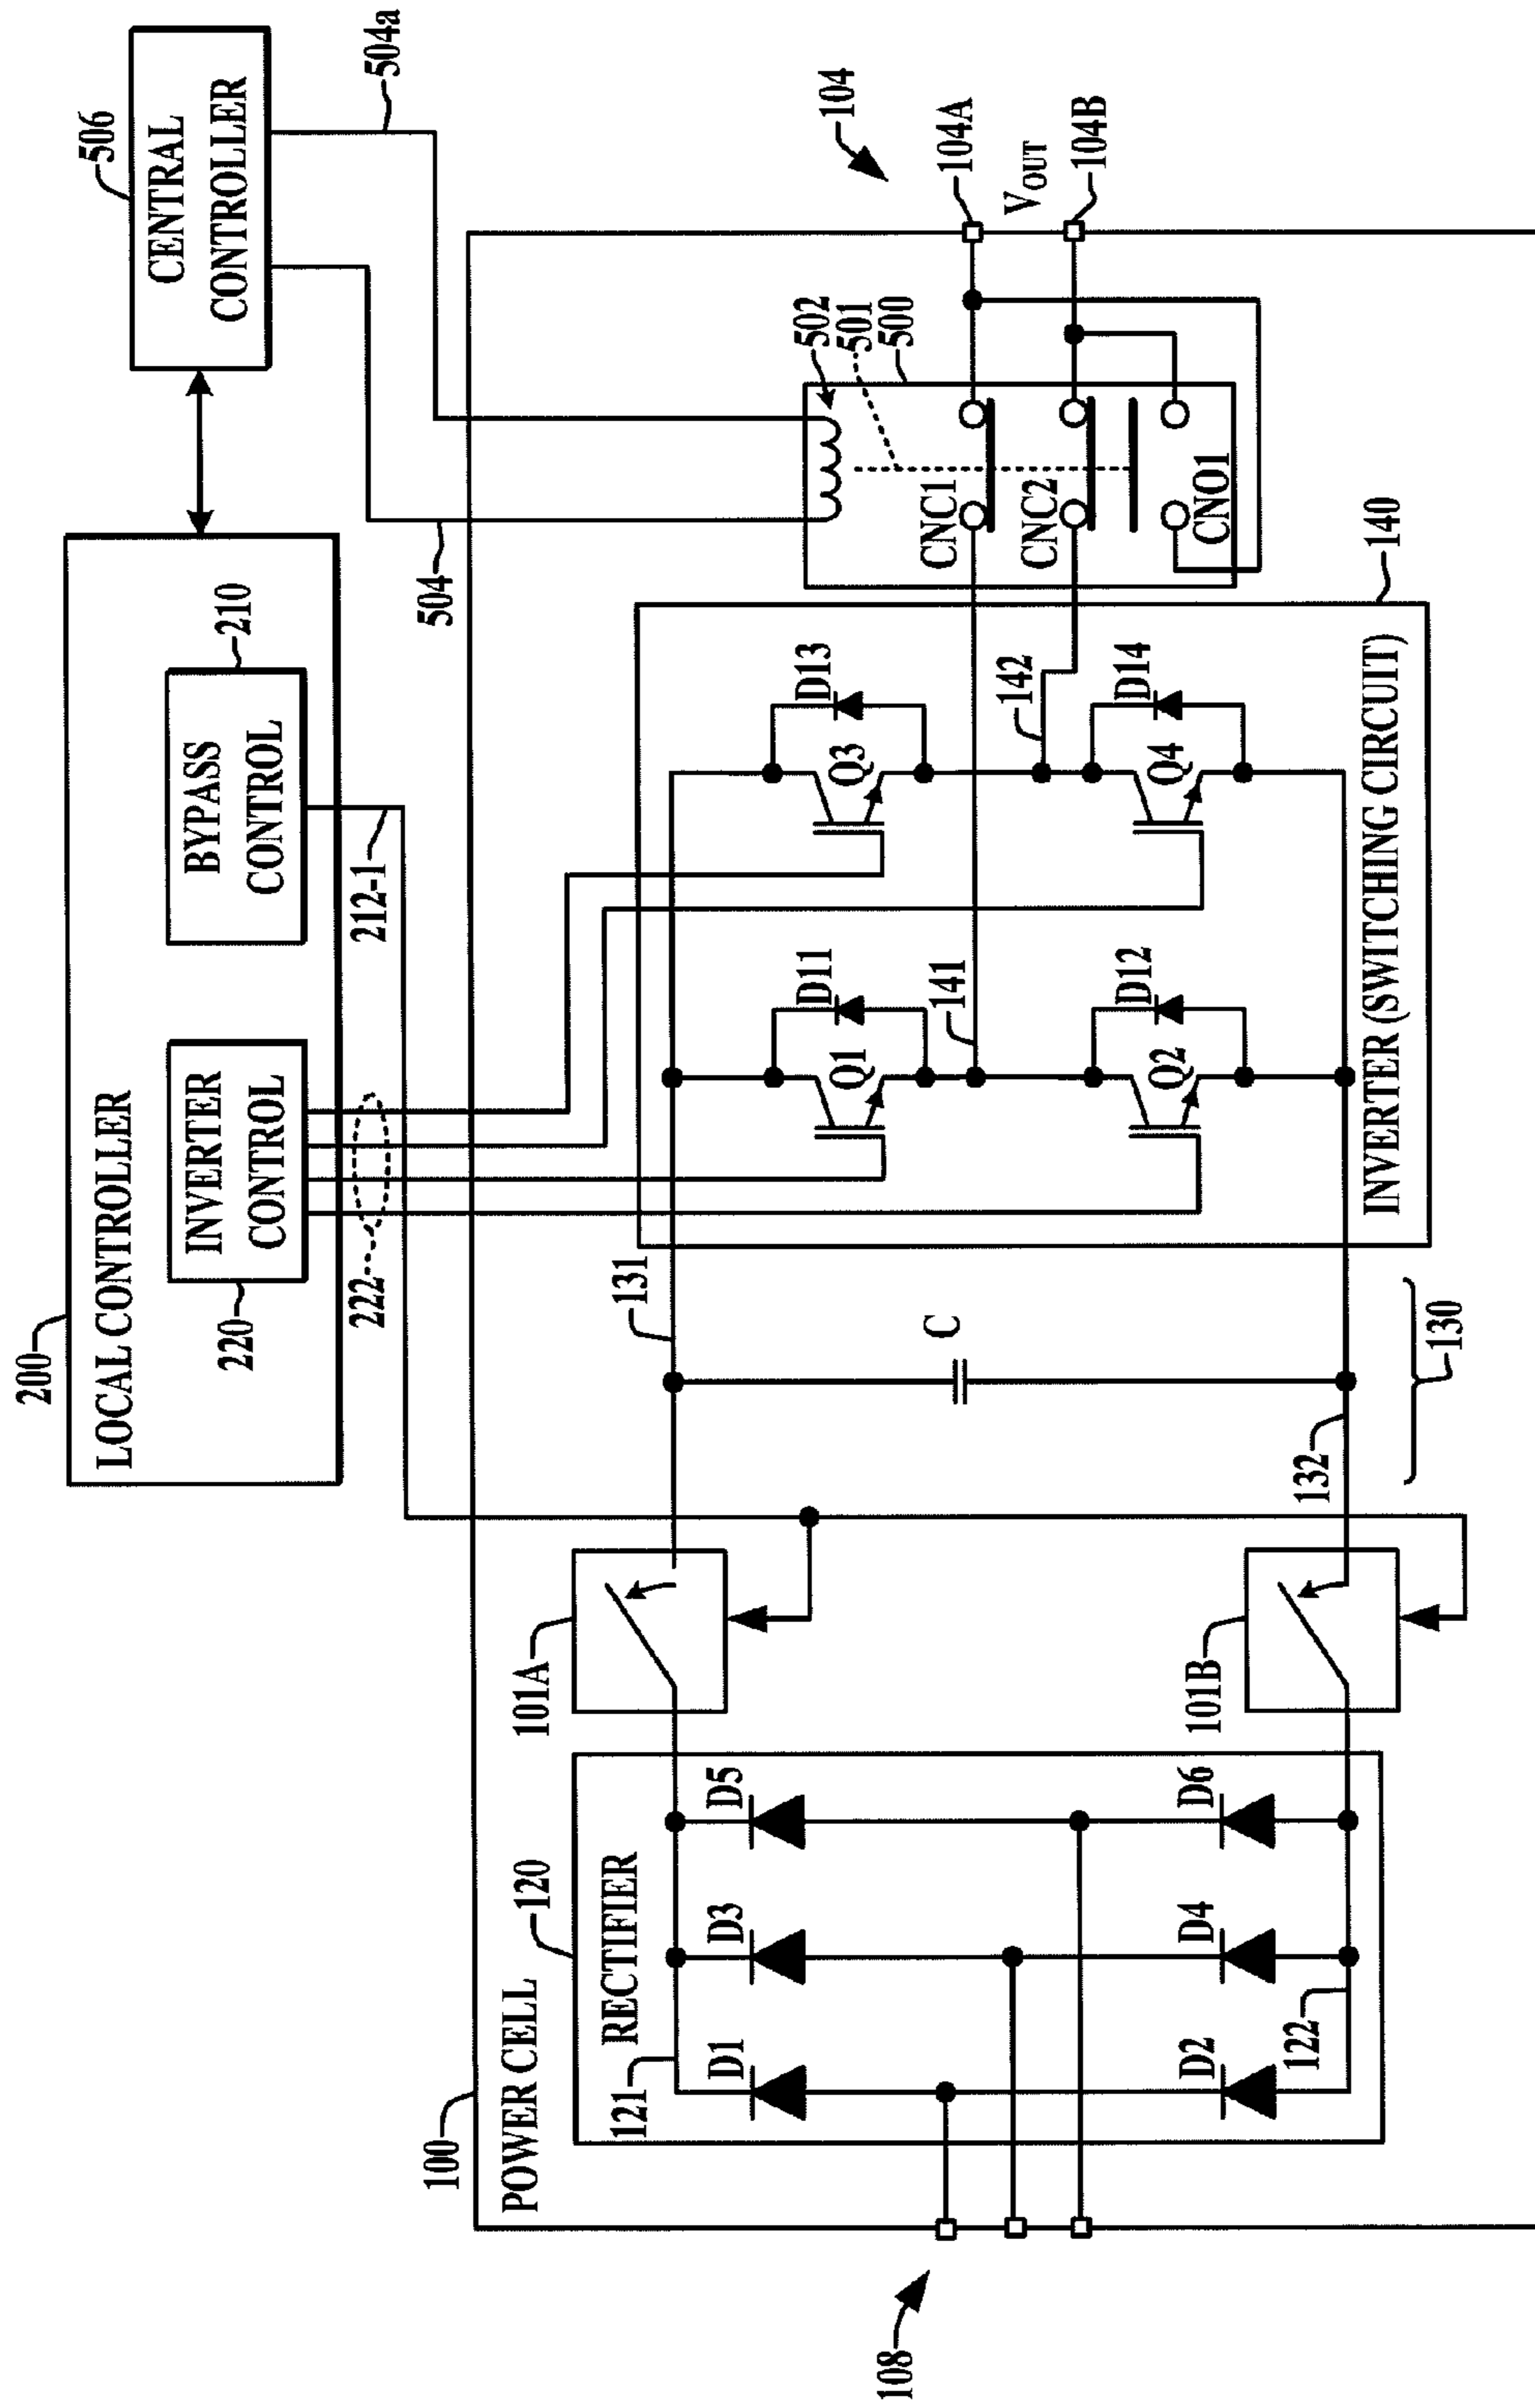 200
LOCAL CONTROLLER
INVERTER
CONTROL
220
BYPASS
CONTROL
210
506
CENTRAL
CONTROLLER
222
212-1
504
504a
100
POWER CELL
120
RECTIFIER
121
D1
D3
D5
D2
D4
D6
122
108
101A
101B
131
C
132
130
Q1
D11
Q3
D13
141
142
Q2
D12
Q4
D14
INVERTER (SWITCHING CIRCUIT)
140
502
501
500
CNC1
CNC2
CNO1
104
104A
VOUT
104B